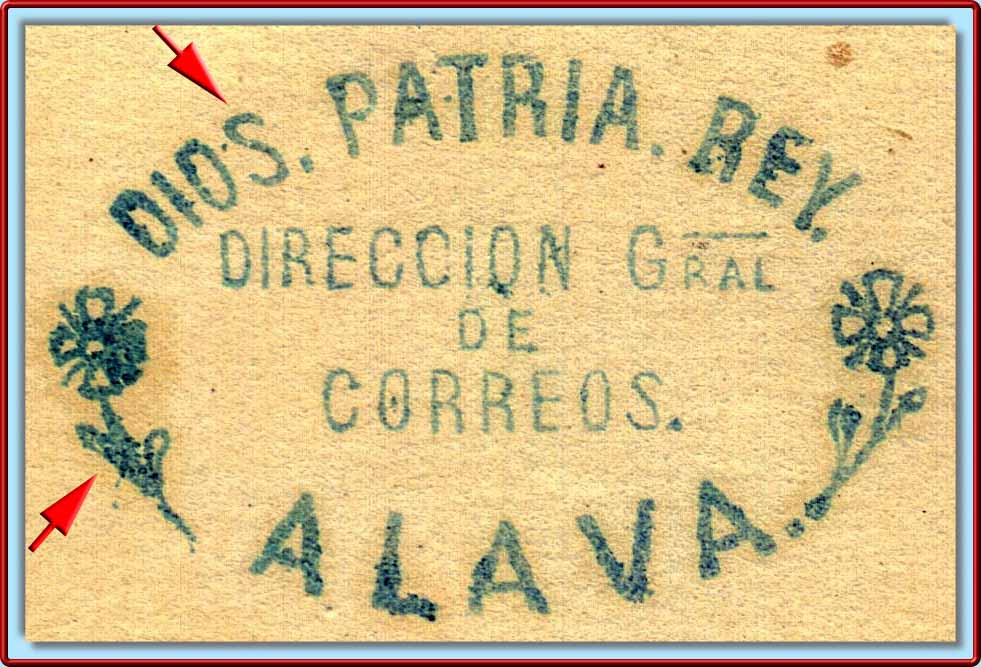 DIOS. PATRIA. REY.
DIRECCION GRAL
DE
CORREOS.
ALAVA.